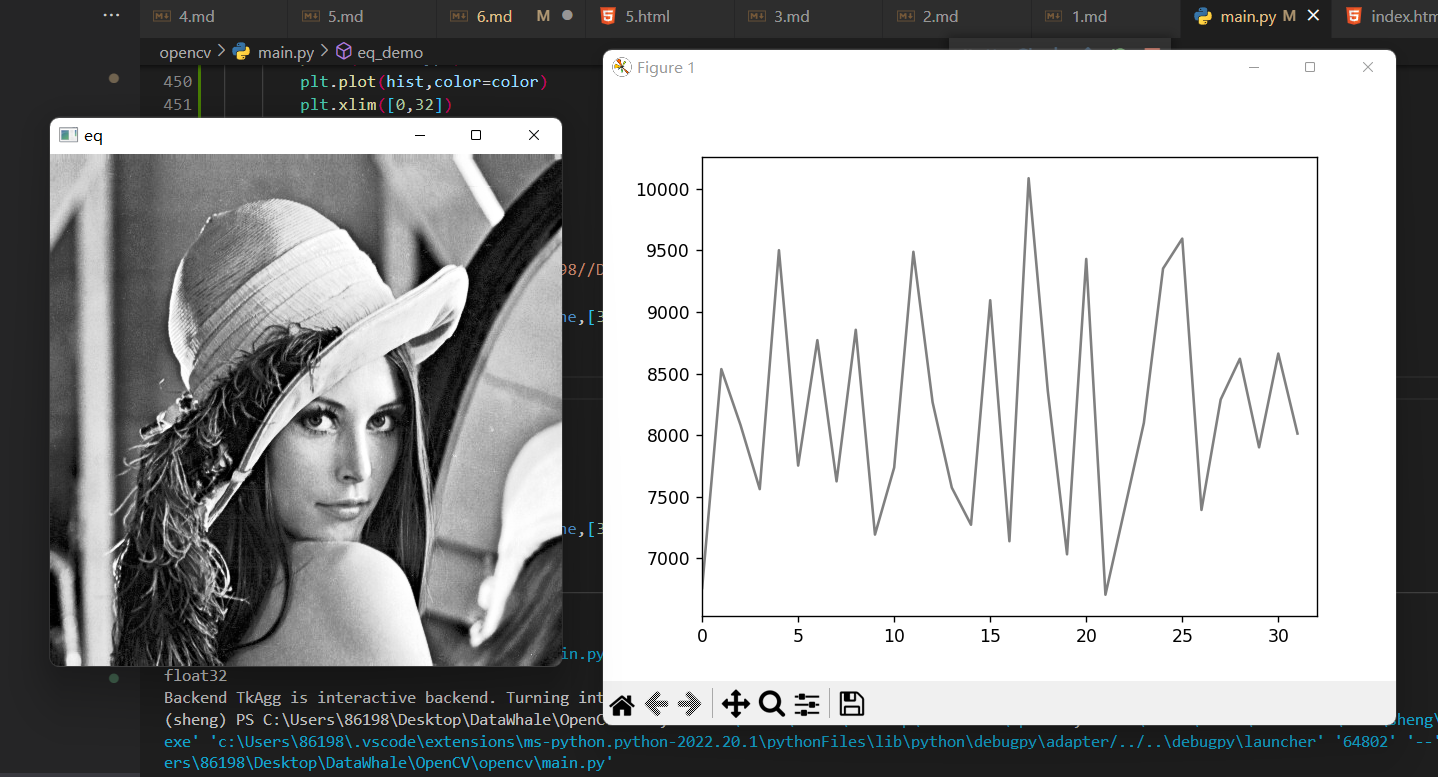 4.md 5.md 6.md M 5.html 3.md 2.md 1.md main.py M index.htm
opencv > main.py > eq_demo
450 plt.plot(hist,color=color)
451 plt.xlim([0,32])
eq
Figure 1
10000
9500
9000
8500
8000
7500
7000
0 5 10 15 20 25 30
98//D
ne,[3
ne,[3
in.py
float32
Backend TkAgg is interactive backend. Turning int
(sheng) PS C:\Users\86198\Desktop\DataWhale\OpenC
sheng\
exe' 'c:\Users\86198\.vscode\extensions\ms-python.python-2022.20.1\pythonFiles\lib\python\debugpy\adapter/../..\debugpy\launcher' '64802' '--'
ers\86198\Desktop\DataWhale\OpenCV\opencv\main.py'